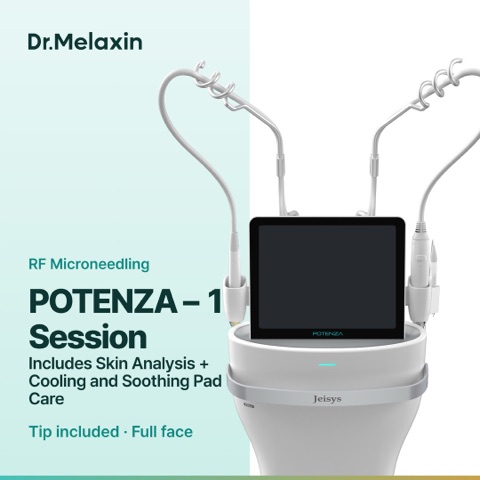 Dr.Melaxin
RF Microneedling
POTENZA – 1
Session
Includes Skin Analysis +
Cooling and Soothing Pad
Care
Tip included · Full face
POTENZA
Jeisys